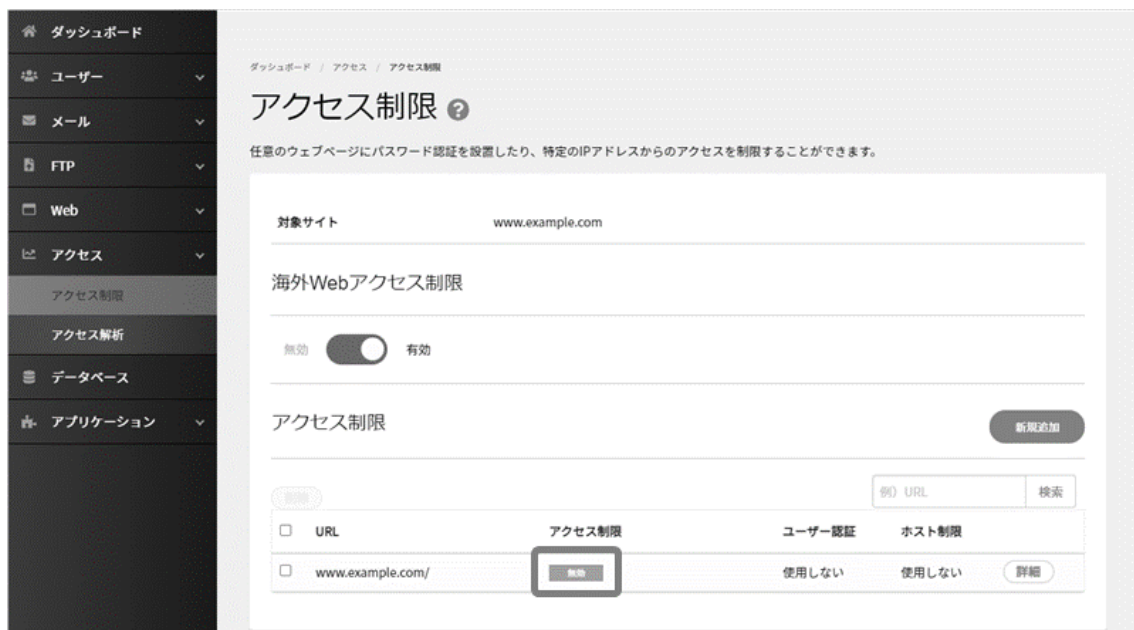 ダッシュボード
ユーザー
メール
FTP
Web
アクセス
アクセス制限
アクセス解析
データベース
アプリケーション
ダッシュボード / アクセス / アクセス制限
アクセス制限 ?
任意のウェブページにパスワード認証を設置したり、特定のIPアドレスからのアクセスを制限することができます。
対象サイト www.example.com
海外Webアクセス制限
無効 有効
アクセス制限 新規追加
削除 例）URL 検索
URL アクセス制限 ユーザー認証 ホスト制限
www.example.com/ 無効 使用しない 使用しない 詳細